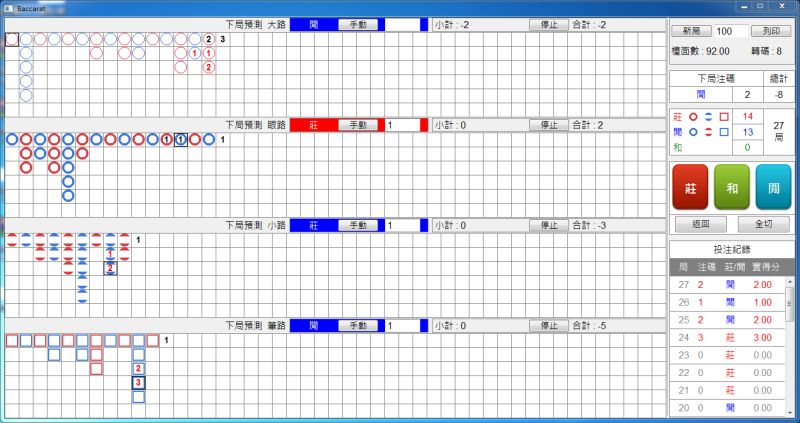 Baccarat
下局預測 大路 閒 手動 小計 : -2 停止 合計 : -2
2 3
1 1
2
下局預測 眼路 莊 手動 1 小計 : 0 停止 合計 : 2
1 1 1
下局預測 小路 莊 手動 1 小計 : 0 停止 合計 : -3
1
1
2
下局預測 筆路 閒 手動 1 小計 : 0 停止 合計 : -5
1
2
3
新局 100 列印
檯面數 : 92.00 轉碼 : 8
下局注碼 總計
閒 2 -8
莊 14
閒 13
和 0
27
局
莊 和 閒
返回 全切
投注紀錄
局 注碼 莊/閒 實得分
27 2 閒 2.00
26 1 閒 1.00
25 2 閒 2.00
24 3 莊 3.00
23 0 莊 0.00
22 0 莊 0.00
21 0 莊 0.00
20 0 閒 0.00